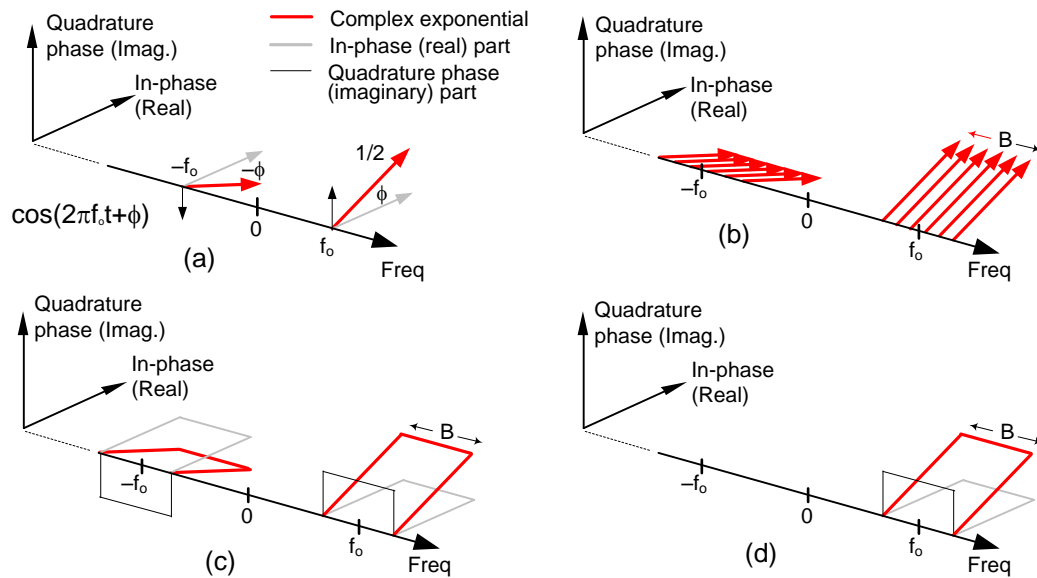 (a)
Quadrature
phase (Imag.)
In-phase
(Real)
Complex exponential
In-phase (real) part
Quadrature phase
(imaginary) part
–fₒ
–ϕ
1/2
ϕ
cos(2πfₒt+ϕ)
0
fₒ
Freq
(a)
(b)
Quadrature
phase (Imag.)
In-phase
(Real)
B
–fₒ
0
fₒ
(b)
Freq
Quadrature
phase (Imag.)
In-phase
(Real)
B
–fₒ
0
fₒ
(c)
Freq
Quadrature
phase (Imag.)
In-phase
(Real)
B
–fₒ
0
fₒ
(d)
Freq